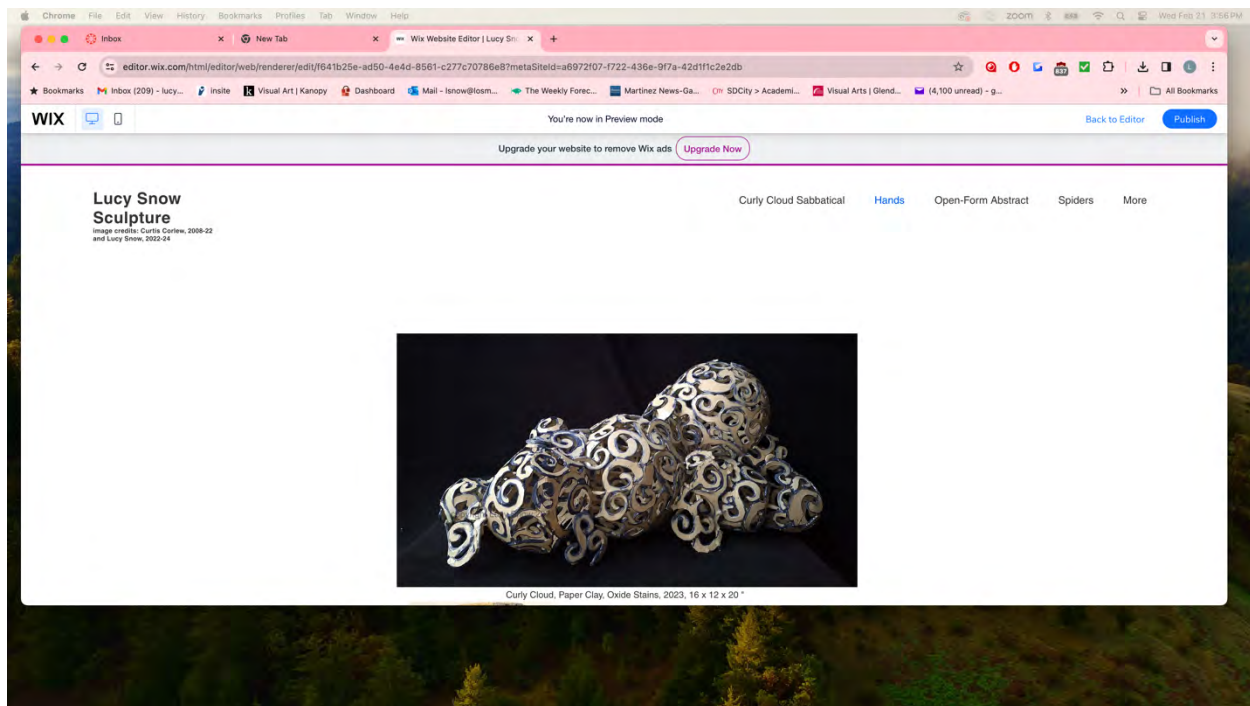 Chrome File Edit View History Bookmarks Profiles Tab Window Help zoom Wed Feb 21 3:56 PM
Inbox New Tab Wix Website Editor | Lucy Sn
editor.wix.com/html/editor/web/renderer/edit/f641b25e-ad50-4e4d-8561-c277c70786e8?metaSiteId=a6972f07-f722-436e-9f7a-42d1f1c2e2db
Bookmarks Inbox (209) – lucy... insite Visual Art | Kanopy Dashboard Mail - lsnow@losm... The Weekly Forec... Martinez News-Ga... SDCity > Academi... Visual Arts | Glend... (4,100 unread) - g... » All Bookmarks
WIX You're now in Preview mode Back to Editor Publish
Upgrade your website to remove Wix ads Upgrade Now
Lucy Snow
Sculpture
image credits: Curtis Corlew, 2008-22
and Lucy Snow, 2022-24
Curly Cloud Sabbatical Hands Open-Form Abstract Spiders More
Curly Cloud, Paper Clay, Oxide Stains, 2023, 16 x 12 x 20 "